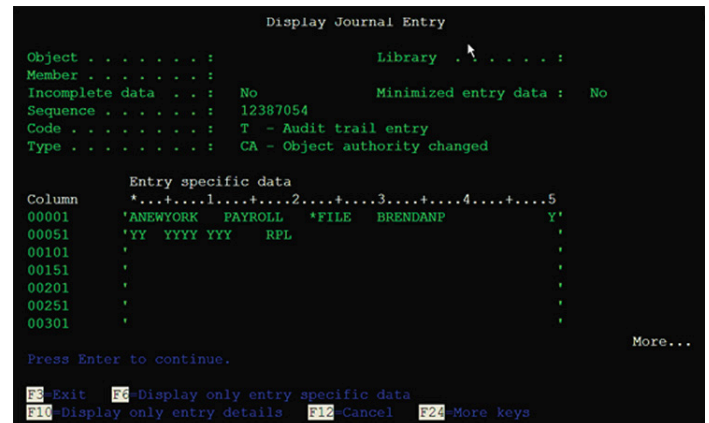 Display Journal Entry
Object . . . . . . . :                    Library . . . . . . :
Member . . . . . . . :
Incomplete data . . :   No                Minimized entry data :   No
Sequence . . . . . . :   12387054
Code . . . . . . . . :   T - Audit trail entry
Type . . . . . . . . :   CA - Object authority changed
Entry specific data
Column       *...+....1....+....2....+....3....+....4....+....5
00001       'ANEWYORK   PAYROLL   *FILE   BRENDANP             Y'
00051       'YY  YYYY YYY    RPL                                '
00101       '                                                  '
00151       '                                                  '
00201       '                                                  '
00251       '                                                  '
00301       '                                                  '
More...
Press Enter to continue.
F3=Exit   F6=Display only entry specific data
F10=Display only entry details   F12=Cancel   F24=More keys